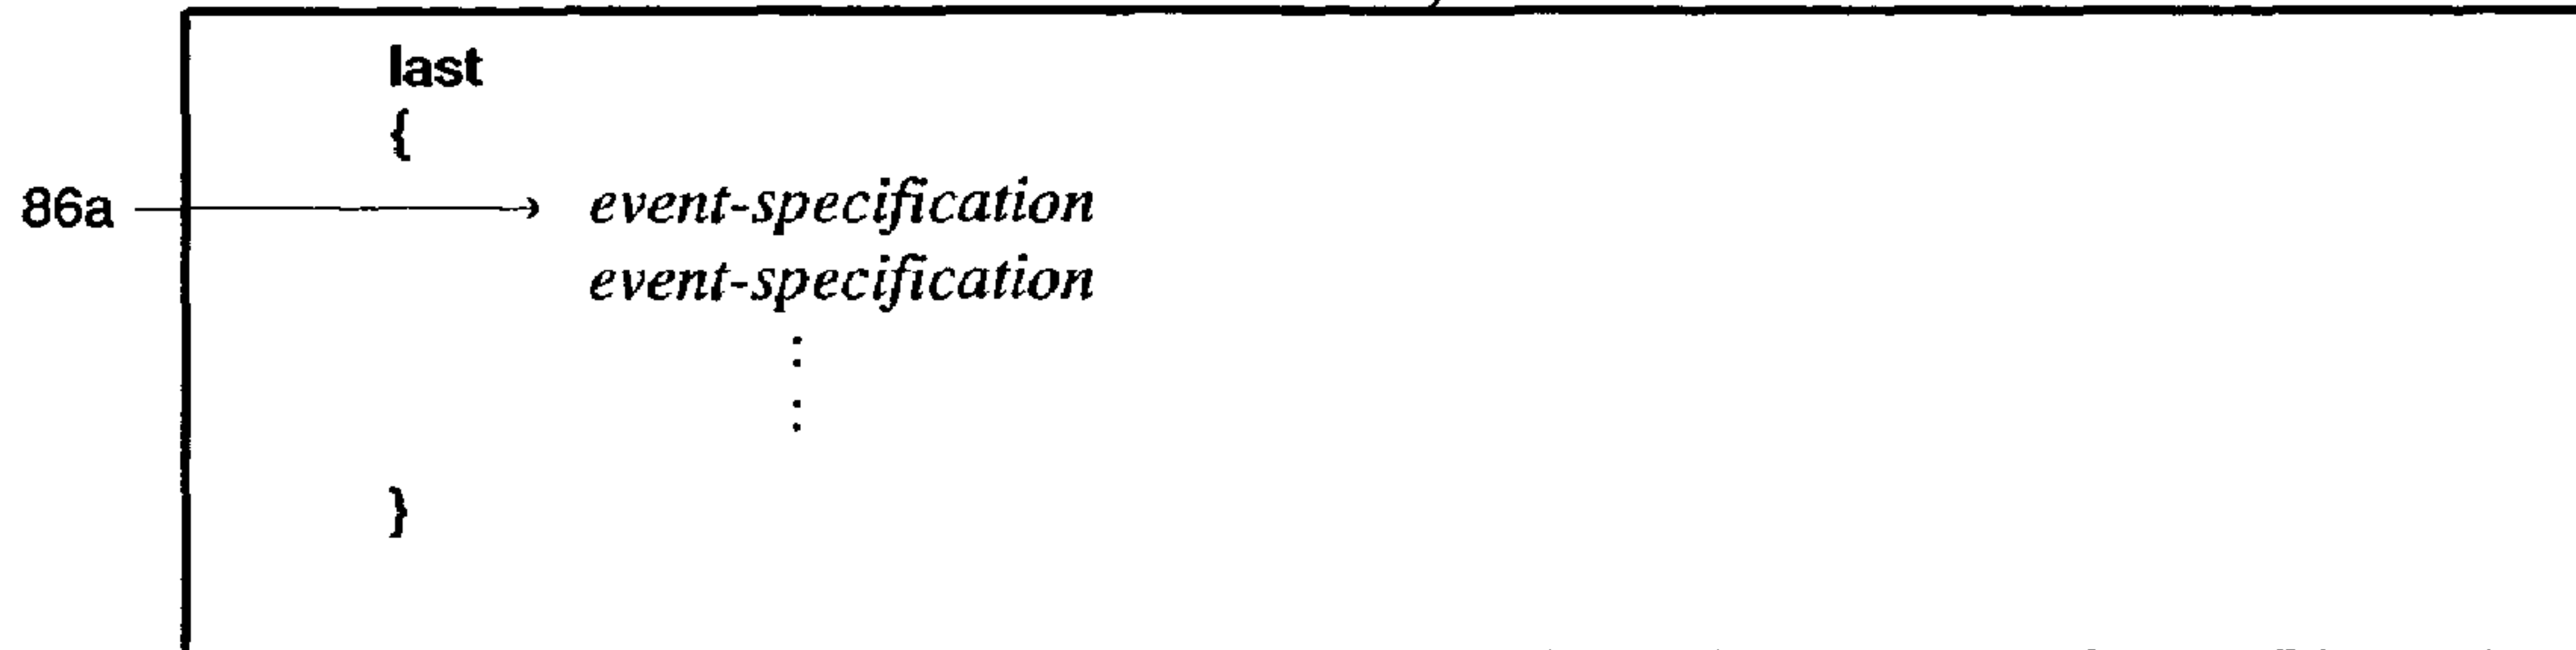 last
{
86a event-specification
event-specification
:
:
}